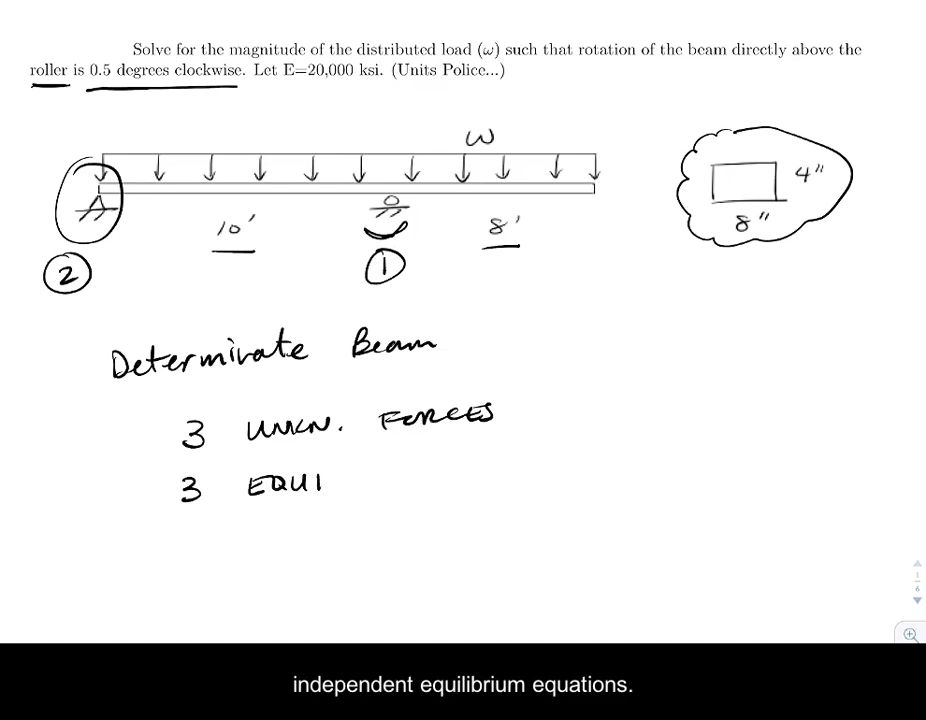 Solve for the magnitude of the distributed load (ω) such that rotation of the beam directly above the
roller is 0.5 degrees clockwise. Let E=20,000 ksi. (Units Police...)
ω
4"
10'
8'
8"
2
1
Determinate Beam
3 UNKN. FORCES
3 EQUI
1
6
independent equilibrium equations.